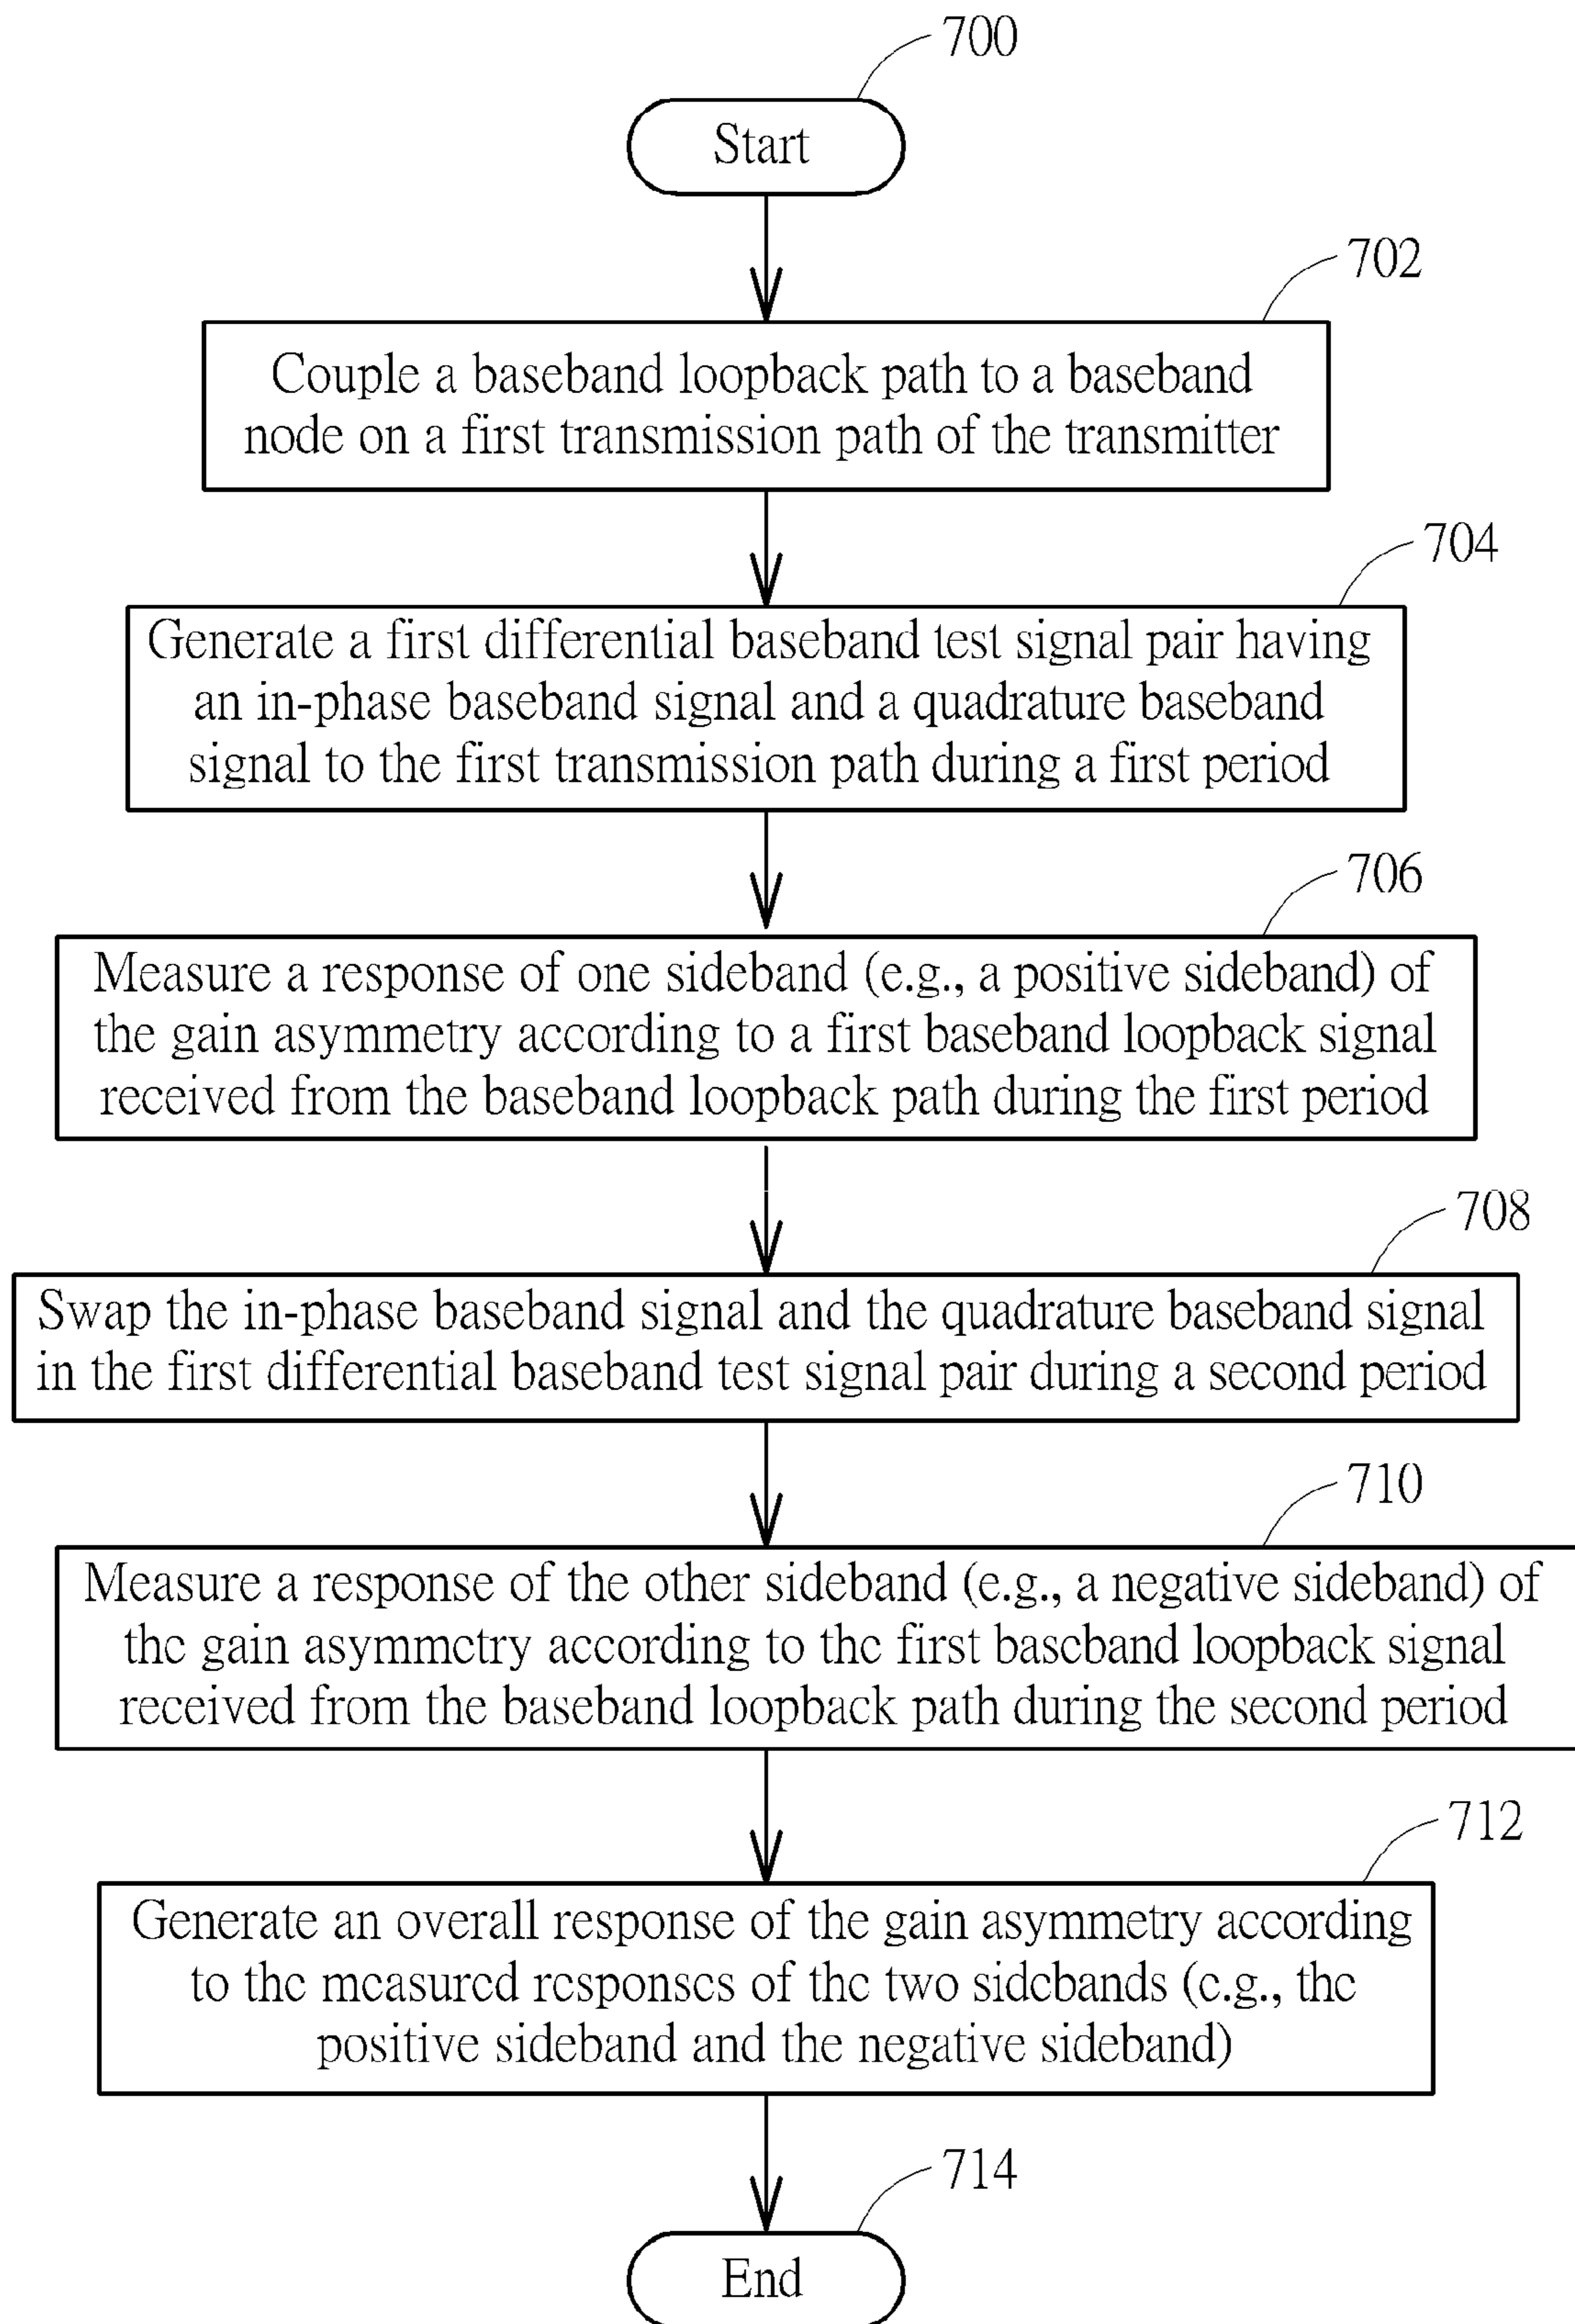 700
Start
702
Couple a baseband loopback path to a baseband
node on a first transmission path of the transmitter
704
Generate a first differential baseband test signal pair having
an in-phase baseband signal and a quadrature baseband
signal to the first transmission path during a first period
706
Measure a response of one sideband (e.g., a positive sideband) of
the gain asymmetry according to a first baseband loopback signal
received from the baseband loopback path during the first period
708
Swap the in-phase baseband signal and the quadrature baseband signal
in the first differential baseband test signal pair during a second period
710
Measure a response of the other sideband (e.g., a negative sideband) of
the gain asymmetry according to the first baseband loopback signal
received from the baseband loopback path during the second period
712
Generate an overall response of the gain asymmetry according
to the measured responses of the two sidebands (e.g., the
positive sideband and the negative sideband)
714
End